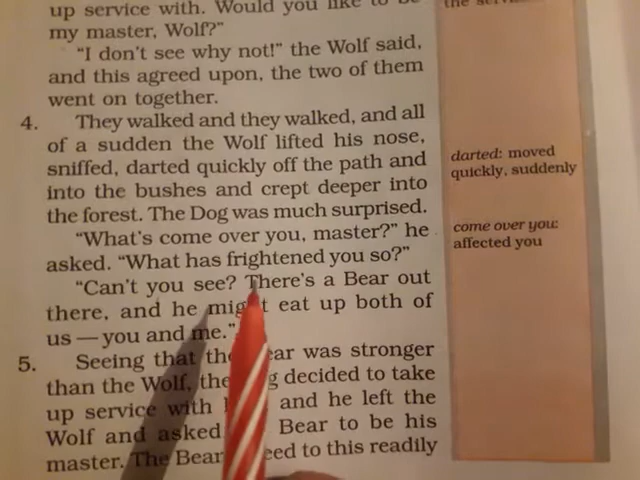 up service with. Would you like to be
my master, Wolf?"
"I don't see why not!" the Wolf said,
and this agreed upon, the two of them
went on together.
4. They walked and they walked, and all
of a sudden the Wolf lifted his nose,
sniffed, darted quickly off the path and
into the bushes and crept deeper into
the forest. The Dog was much surprised.
"What's come over you, master?" he
asked. "What has frightened you so?"
"Can't you see? There's a Bear out
there, and he might eat up both of
us — you and me."
5. Seeing that the Bear was stronger
than the Wolf, the decided to take
up service with and he left the
Wolf and asked Bear to be his
master. The Bear to this readily
the
darted: moved
quickly, suddenly
come over you:
affected you